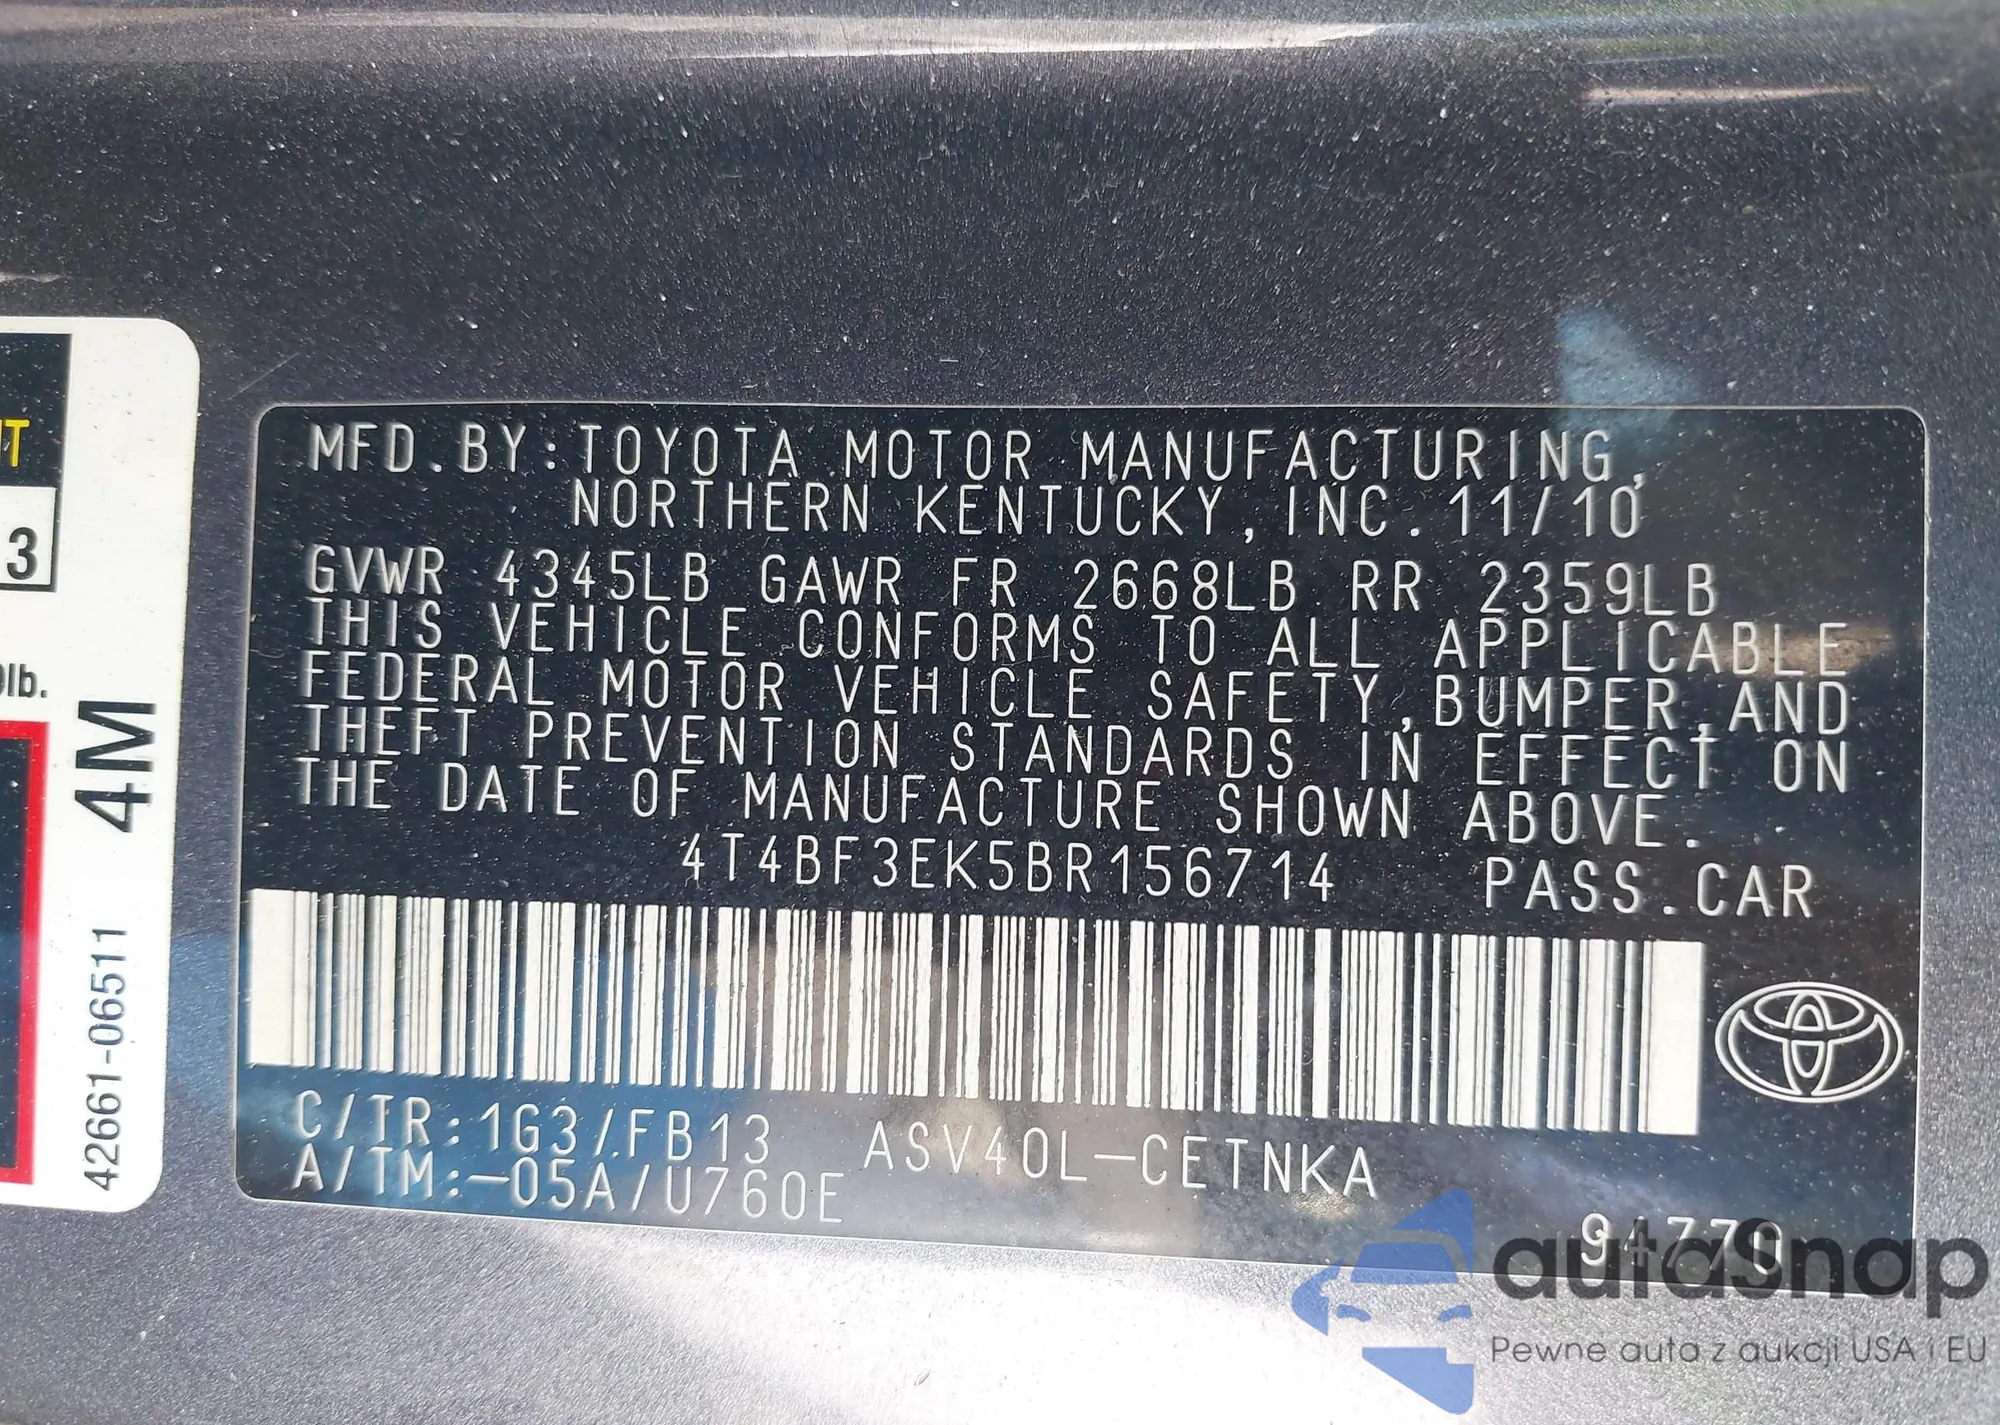 MFD.BY:TOYOTA MOTOR MANUFACTURING,
NORTHERN KENTUCKY,INC.11/10
GVWR 4345LB GAWR FR 2668LB RR 2359LB
THIS VEHICLE CONFORMS TO ALL APPLICABLE
FEDERAL MOTOR VEHICLE SAFETY,BUMPER,AND
THEFT PREVENTION STANDARDS IN EFFECT ON
THE DATE OF MANUFACTURE SHOWN ABOVE.
4T4BF3EK5BR156714 PASS.CAR
C/TR:1G3/FB13 ASV40L-CETNKA
A/TM:-05A/U760E
94770
3
lb.
4M
42661-06511
autaSnap
Pewne auta z aukcji USA i EU